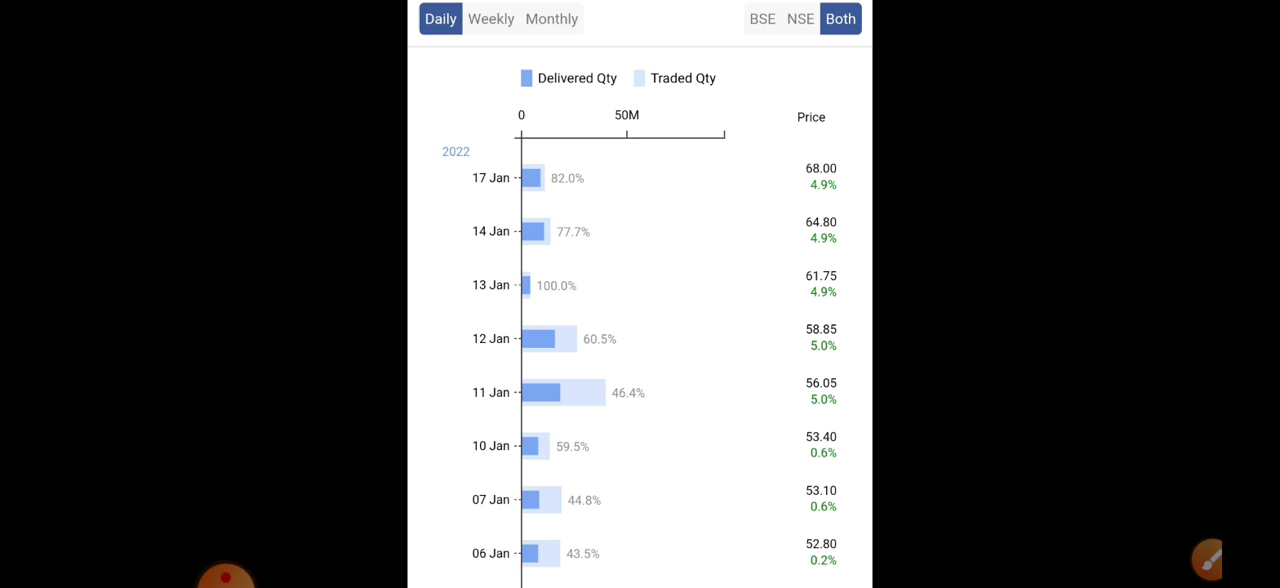 Daily Weekly Monthly BSE NSE Both
Delivered Qty Traded Qty
0 50M Price
2022
17 Jan 82.0% 68.00
4.9%
14 Jan 77.7% 64.80
4.9%
13 Jan 100.0% 61.75
4.9%
12 Jan 60.5% 58.85
5.0%
11 Jan 46.4% 56.05
5.0%
10 Jan 59.5% 53.40
0.6%
07 Jan 44.8% 53.10
0.6%
06 Jan 43.5% 52.80
0.2%